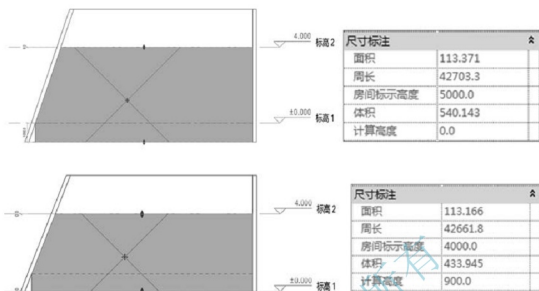 4.000 标高2
±0.000 标高1
尺寸标注
面积 113.371
周长 42703.3
房间标示高度 5000.0
体积 540.143
计算高度 0.0
4.000 标高2
±0.000 标高1
尺寸标注
面积 113.166
周长 42661.8
房间标示高度 4000.0
体积 433.945
计算高度 900.0
有